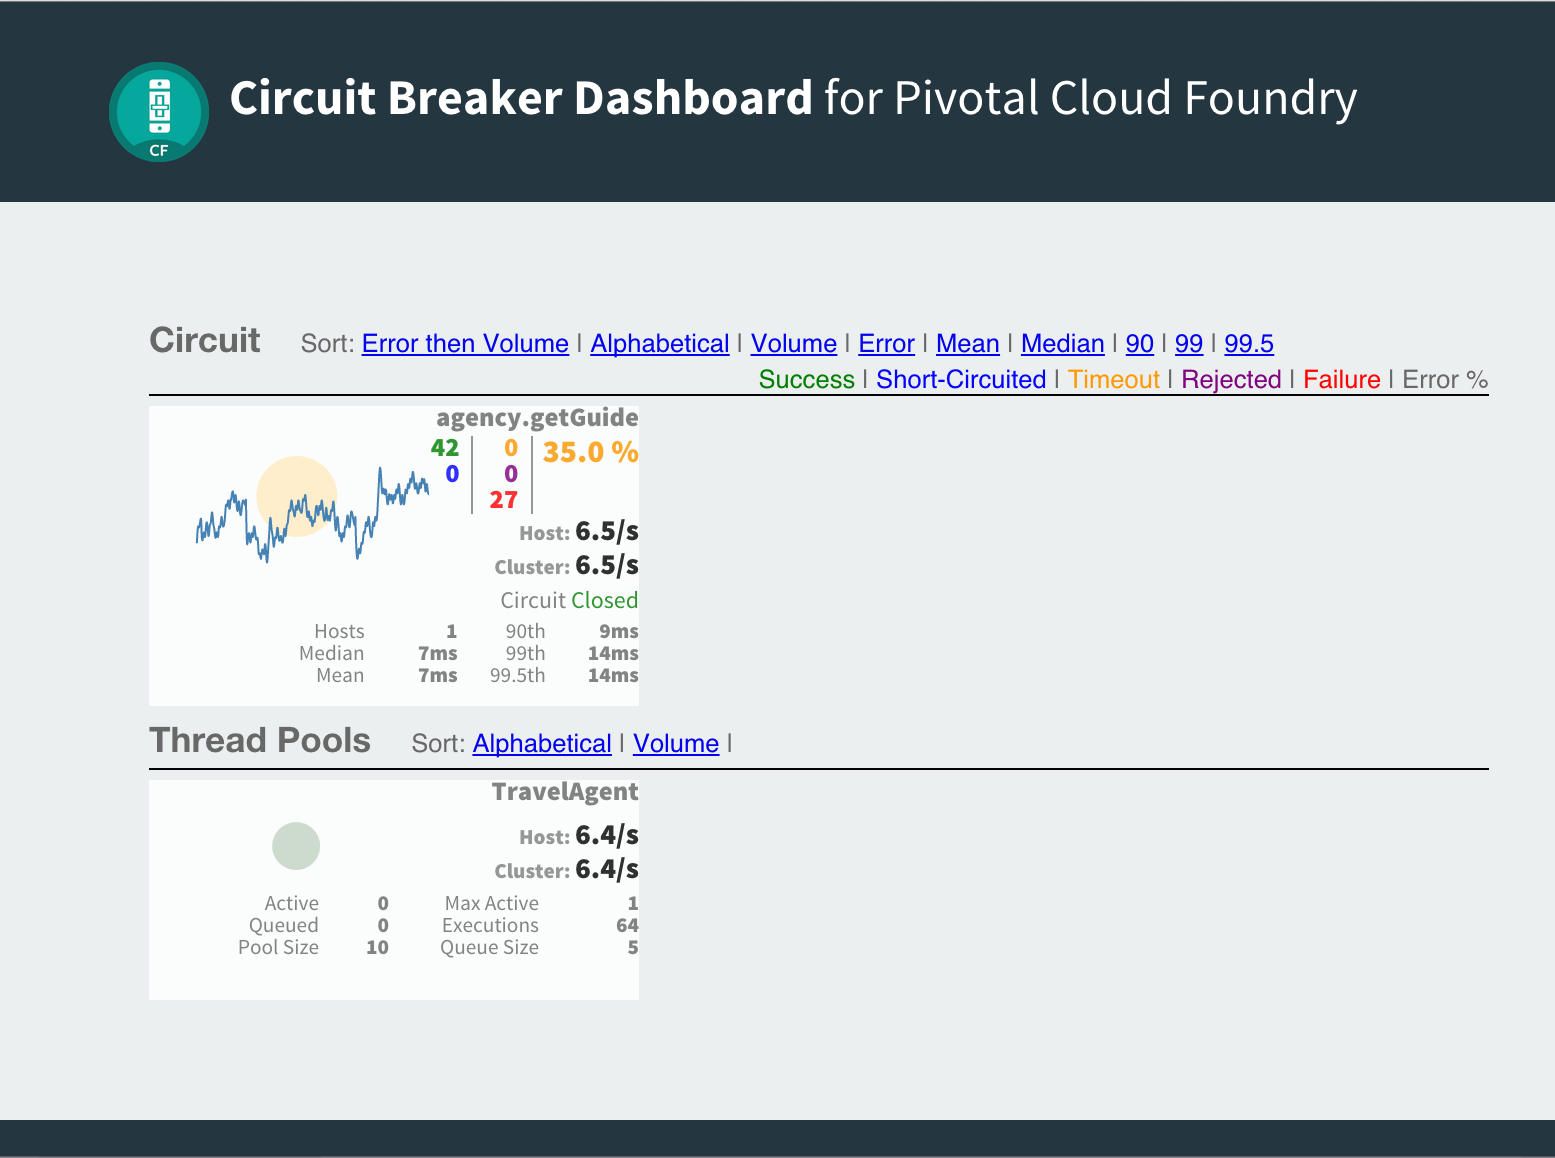 Circuit Breaker Dashboard for Pivotal Cloud Foundry
CF
Circuit Sort: Error then Volume | Alphabetical | Volume | Error | Mean | Median | 90 | 99 | 99.5
Success | Short-Circuited | Timeout | Rejected | Failure | Error %
agency.getGuide
42 0 35.0 %
0 0
27
Host: 6.5/s
Cluster: 6.5/s
Circuit Closed
Hosts 1 90th 9ms
Median 7ms 99th 14ms
Mean 7ms 99.5th 14ms
Thread Pools Sort: Alphabetical | Volume |
TravelAgent
Host: 6.4/s
Cluster: 6.4/s
Active 0 Max Active 1
Queued 0 Executions 64
Pool Size 10 Queue Size 5